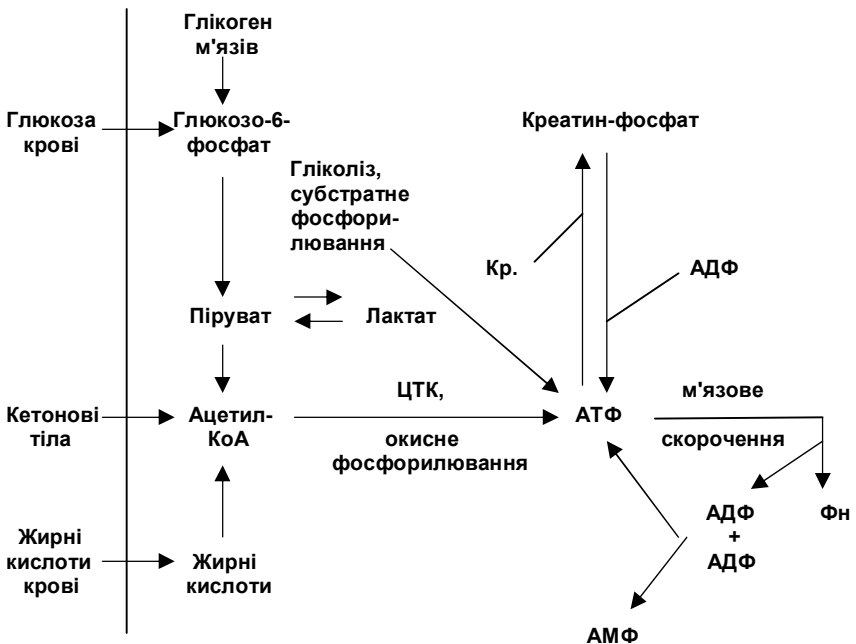 Глікоген
м'язів
Глюкоза
крові
Глюкозо-6-
фосфат
Креатин-фосфат
Гліколіз,
субстратне
фосфори-
лювання
Кр.
АДФ
Піруват
Лактат
Кетонові
тіла
Ацетил-
КоА
ЦТК,
окисне
фосфорилювання
АТФ
м'язове
скорочення
АДФ
+
АДФ
Фн
Жирні
кислоти
крові
Жирні
кислоти
АМФ